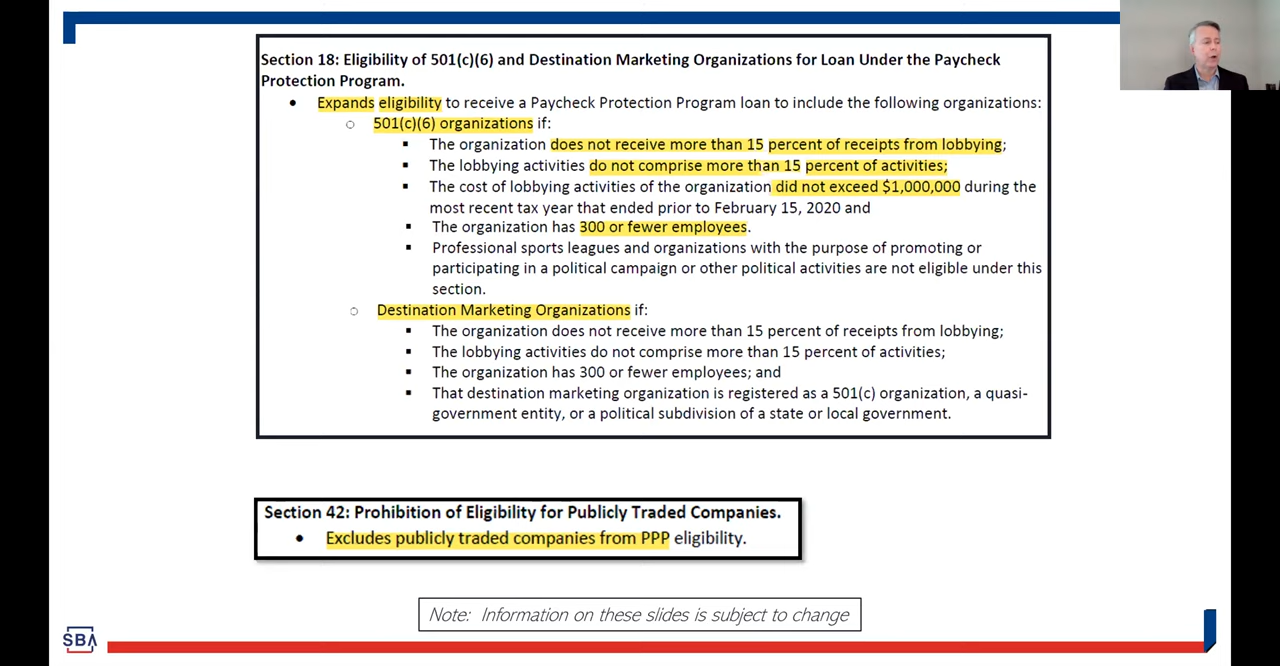 Section 18: Eligibility of 501(c)(6) and Destination Marketing Organizations for Loan Under the Paycheck
Protection Program.
• Expands eligibility to receive a Paycheck Protection Program loan to include the following organizations:
○ 501(c)(6) organizations if:
▪ The organization does not receive more than 15 percent of receipts from lobbying;
▪ The lobbying activities do not comprise more than 15 percent of activities;
▪ The cost of lobbying activities of the organization did not exceed $1,000,000 during the
most recent tax year that ended prior to February 15, 2020 and
▪ The organization has 300 or fewer employees.
▪ Professional sports leagues and organizations with the purpose of promoting or
participating in a political campaign or other political activities are not eligible under this
section.
○ Destination Marketing Organizations if:
▪ The organization does not receive more than 15 percent of receipts from lobbying;
▪ The lobbying activities do not comprise more than 15 percent of activities;
▪ The organization has 300 or fewer employees; and
▪ That destination marketing organization is registered as a 501(c) organization, a quasi-
government entity, or a political subdivision of a state or local government.
Section 42: Prohibition of Eligibility for Publicly Traded Companies.
• Excludes publicly traded companies from PPP eligibility.
Note: Information on these slides is subject to change
SBA